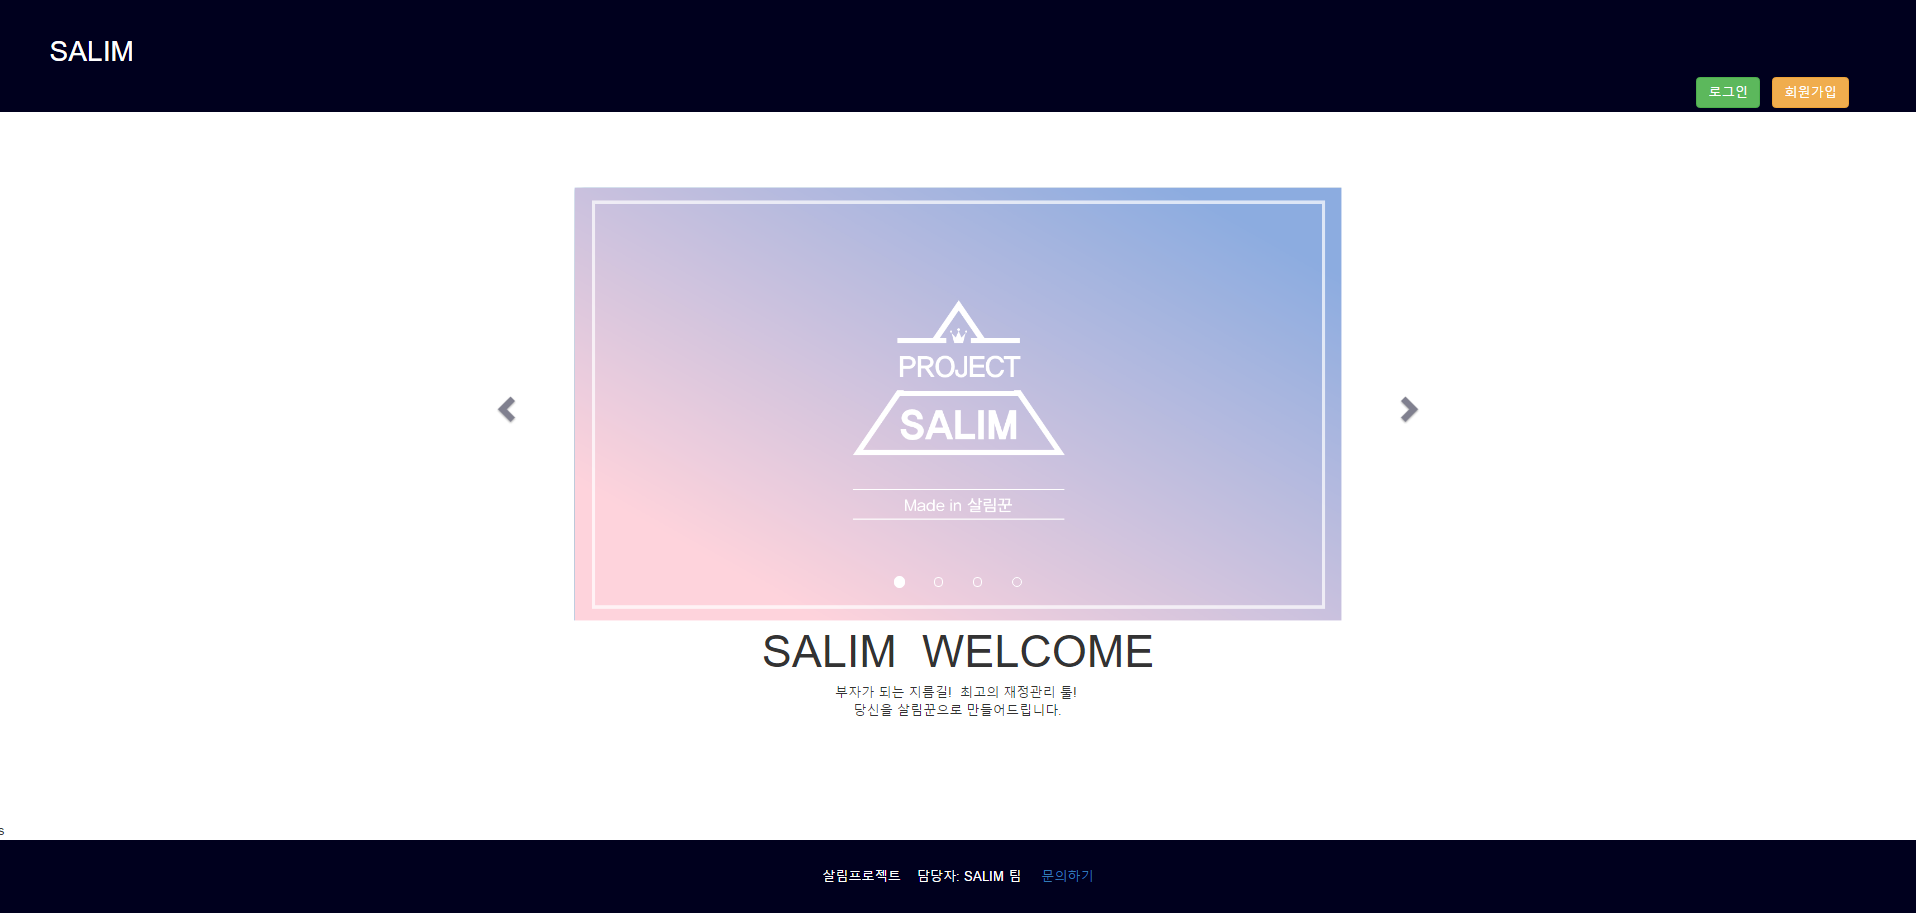 SALIM
로그인 회원가입
PROJECT
SALIM
Made in 살림꾼
SALIM WELCOME
부자가 되는 지름길! 최고의 재정관리 툴!
당신을 살림꾼으로 만들어드립니다.
s
살림프로젝트 담당자: SALIM 팀 문의하기